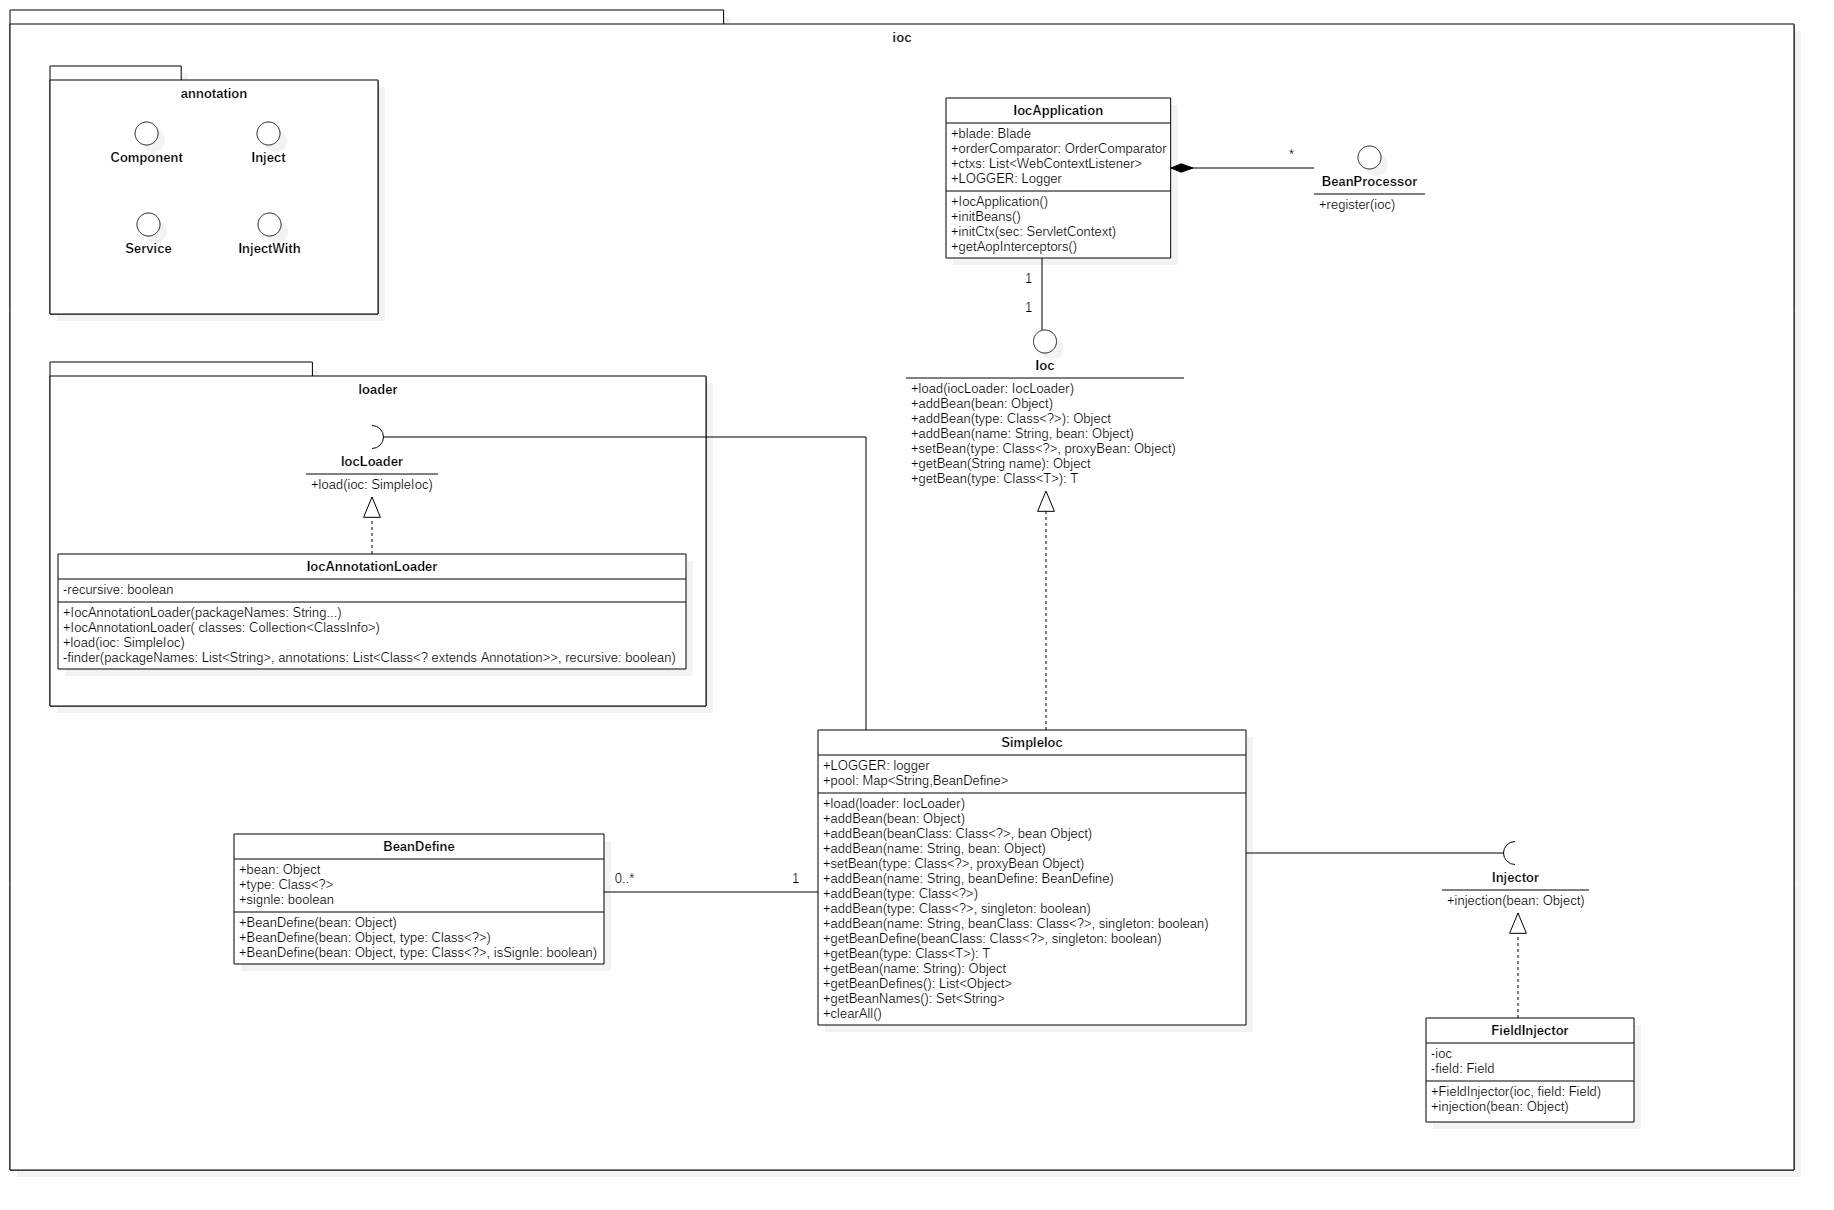 ioc
annotation
Component
Inject
Service
InjectWith
IocApplication
+blade: Blade
+orderComparator: OrderComparator
+ctxs: List<WebContextListener>
+LOGGER: Logger
+IocApplication()
+initBeans()
+initCtx(sec: ServletContext)
+getAopInterceptors()
*
BeanProcessor
+register(ioc)
1
1
Ioc
+load(iocLoader: IocLoader)
+addBean(bean: Object)
+addBean(type: Class<?>): Object
+addBean(name: String, bean: Object)
+setBean(type: Class<?>, proxyBean: Object)
+getBean(String name): Object
+getBean(type: Class<T>): T
loader
IocLoader
+load(ioc: SimpleIoc)
IocAnnotationLoader
-recursive: boolean
+IocAnnotationLoader(packageNames: String...)
+IocAnnotationLoader( classes: Collection<ClassInfo>)
+load(ioc: SimpleIoc)
-finder(packageNames: List<String>, annotations: List<Class<? extends Annotation>>, recursive: boolean)
SimpleIoc
+LOGGER: logger
+pool: Map<String,BeanDefine>
+load(loader: IocLoader)
+addBean(bean: Object)
+addBean(beanClass: Class<?>, bean Object)
+addBean(name: String, bean: Object)
+setBean(type: Class<?>, proxyBean Object)
+addBean(name: String, beanDefine: BeanDefine)
+addBean(type: Class<?>)
+addBean(type: Class<?>, singleton: boolean)
+addBean(name: String, beanClass: Class<?>, singleton: boolean)
+getBeanDefine(beanClass: Class<?>, singleton: boolean)
+getBean(type: Class<T>): T
+getBean(name: String): Object
+getBeanDefines(): List<Object>
+getBeanNames(): Set<String>
+clearAll()
BeanDefine
+bean: Object
+type: Class<?>
+signle: boolean
+BeanDefine(bean: Object)
+BeanDefine(bean: Object, type: Class<?>)
+BeanDefine(bean: Object, type: Class<?>, isSignle: boolean)
0..*
1
Injector
+injection(bean: Object)
FieldInjector
-ioc
-field: Field
+FieldInjector(ioc, field: Field)
+injection(bean: Object)